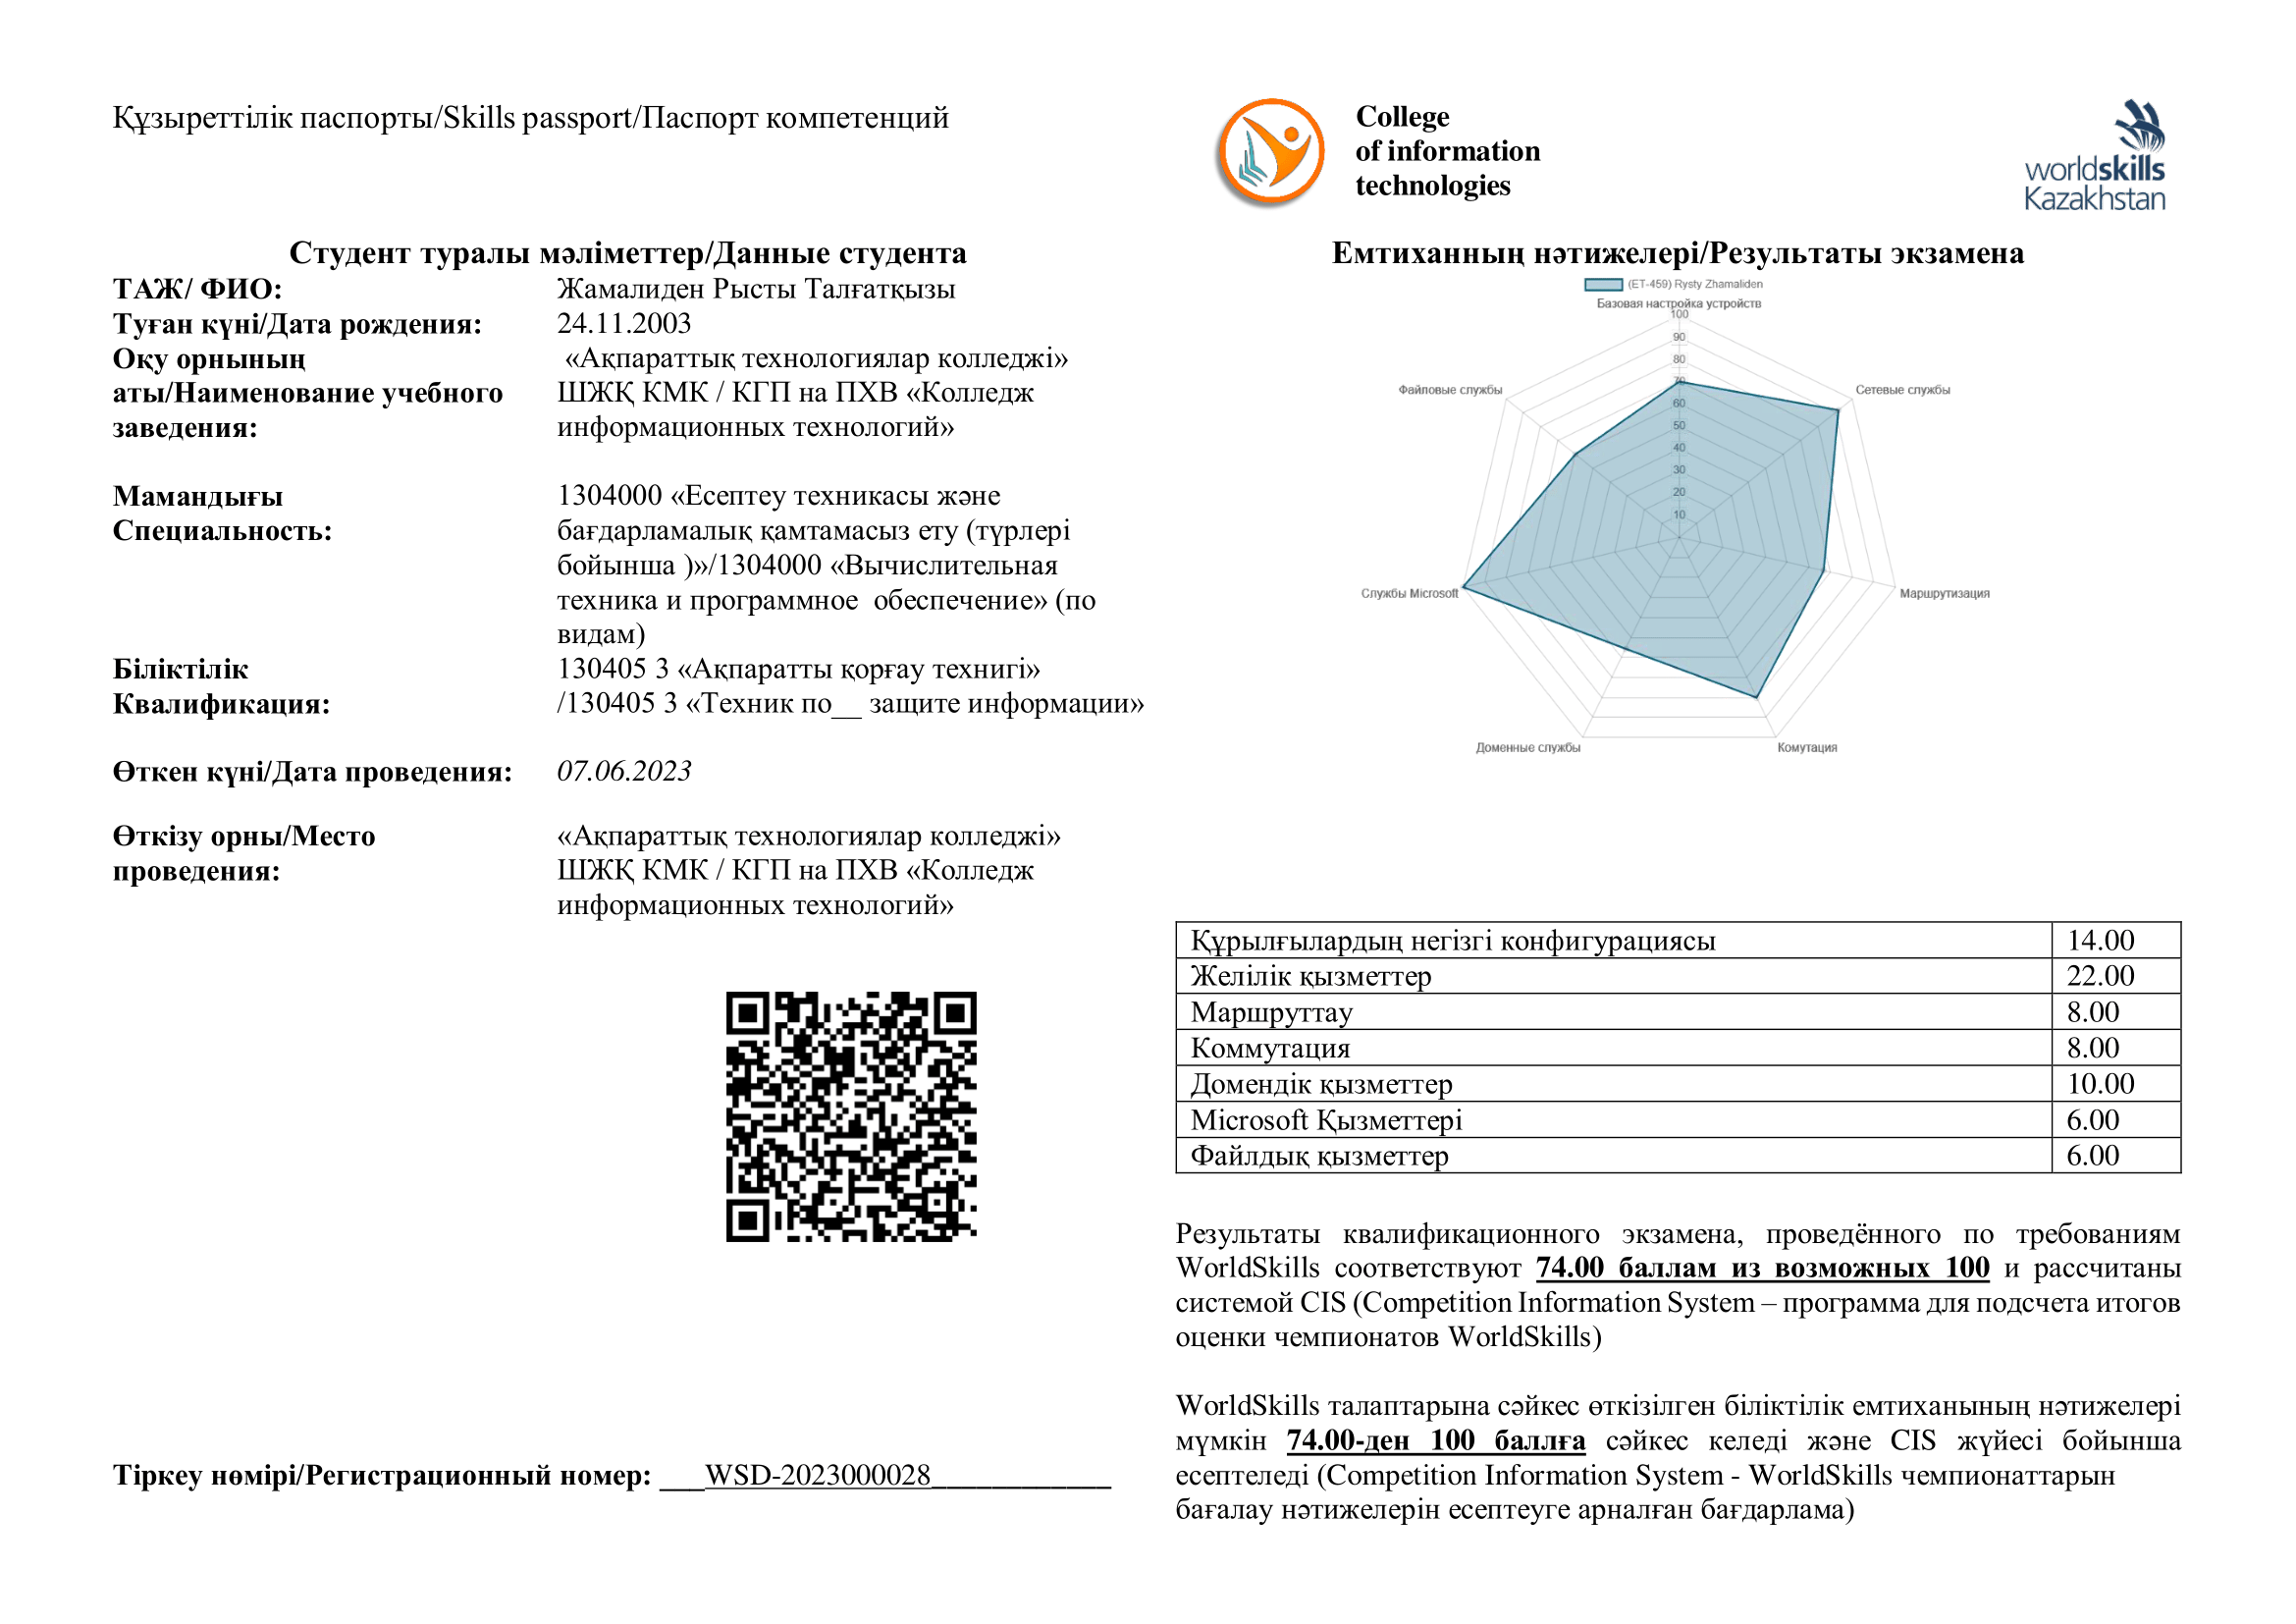 Құзыреттілік паспорты/Skills passport/Паспорт компетенций
College
of information
technologies
worldskills
Kazakhstan
Студент туралы мәліметтер/Данные студента
ТАЖ/ ФИО: Жамалиден Рысты Талғатқызы
Туған күні/Дата рождения: 24.11.2003
Оқу орнының «Ақпараттық технологиялар колледжі»
аты/Наименование учебного ШЖҚ КМК / КГП на ПХВ «Колледж
заведения: информационных технологий»
Мамандығы 1304000 «Есептеу техникасы және
Специальность: бағдарламалық қамтамасыз ету (түрлері
бойынша )»/1304000 «Вычислительная
техника и программное обеспечение» (по
видам)
Біліктілік 130405 3 «Ақпаратты қорғау технигі»
Квалификация: /130405 3 «Техник по__ защите информации»
Өткен күні/Дата проведения: 07.06.2023
Өткізу орны/Место «Ақпараттық технологиялар колледжі»
проведения: ШЖҚ КМК / КГП на ПХВ «Колледж
информационных технологий»
Тіркеу нөмірі/Регистрационный номер: ___WSD-2023000028____________
Емтиханның нәтижелері/Результаты экзамена
(ET-459) Rysty Zhamaliden
Базовая настройка устройств
100
90
80
70
60
50
40
30
20
10
Файловые службы
Сетевые службы
Службы Microsoft
Маршрутизация
Доменные службы
Комутация
Құрылғылардың негізгі конфигурациясы 14.00
Желілік қызметтер 22.00
Маршруттау 8.00
Коммутация 8.00
Домендік қызметтер 10.00
Microsoft Қызметтері 6.00
Файлдық қызметтер 6.00
Результаты квалификационного экзамена, проведённого по требованиям
WorldSkills соответствуют 74.00 баллам из возможных 100 и рассчитаны
системой CIS (Competition Information System – программа для подсчета итогов
оценки чемпионатов WorldSkills)
WorldSkills талаптарына сәйкес өткізілген біліктілік емтиханының нәтижелері
мүмкін 74.00-ден 100 баллға сәйкес келеді және CIS жүйесі бойынша
есептеледі (Competition Information System - WorldSkills чемпионаттарын
бағалау нәтижелерін есептеуге арналған бағдарлама)